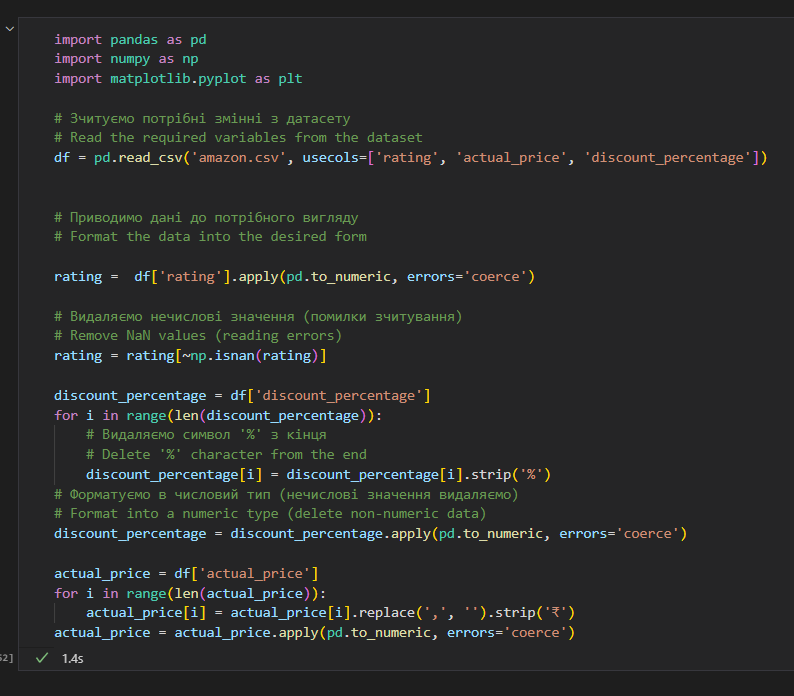 import pandas as pd
import numpy as np
import matplotlib.pyplot as plt
# Зчитуємо потрібні змінні з датасету
# Read the required variables from the dataset
df = pd.read_csv('amazon.csv', usecols=['rating', 'actual_price', 'discount_percentage'])
# Приводимо дані до потрібного вигляду
# Format the data into the desired form
rating =  df['rating'].apply(pd.to_numeric, errors='coerce')
# Видаляємо нечислові значення (помилки зчитування)
# Remove NaN values (reading errors)
rating = rating[~np.isnan(rating)]
discount_percentage = df['discount_percentage']
for i in range(len(discount_percentage)):
    # Видаляємо символ '%' з кінця
    # Delete '%' character from the end
    discount_percentage[i] = discount_percentage[i].strip('%')
# Форматуємо в числовий тип (нечислові значення видаляємо)
# Format into a numeric type (delete non-numeric data)
discount_percentage = discount_percentage.apply(pd.to_numeric, errors='coerce')
actual_price = df['actual_price']
for i in range(len(actual_price)):
    actual_price[i] = actual_price[i].replace(',', '').strip('₹')
actual_price = actual_price.apply(pd.to_numeric, errors='coerce')
2] ✓ 1.4s